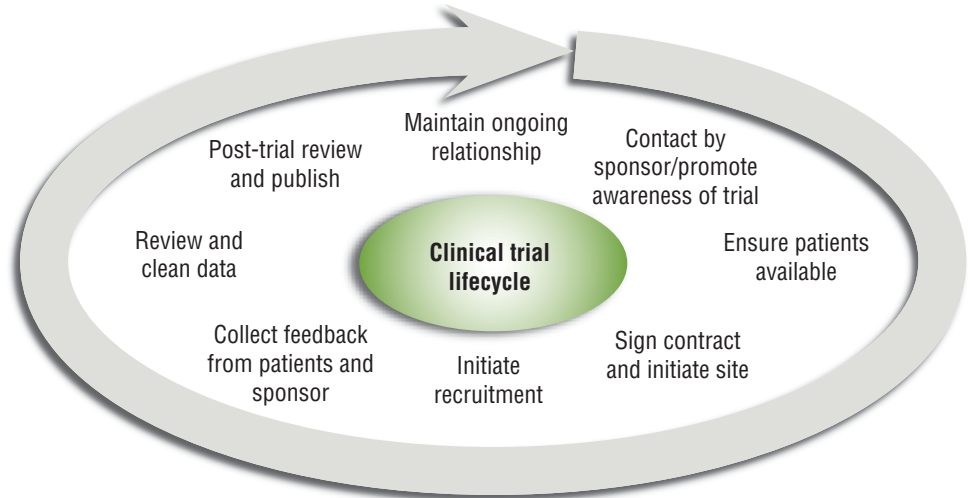 Maintain ongoing
relationship
Contact by
sponsor/promote
awareness of trial
Ensure patients
available
Sign contract
and initiate site
Initiate
recruitment
Collect feedback
from patients and
sponsor
Review and
clean data
Post-trial review
and publish
Clinical trial
lifecycle